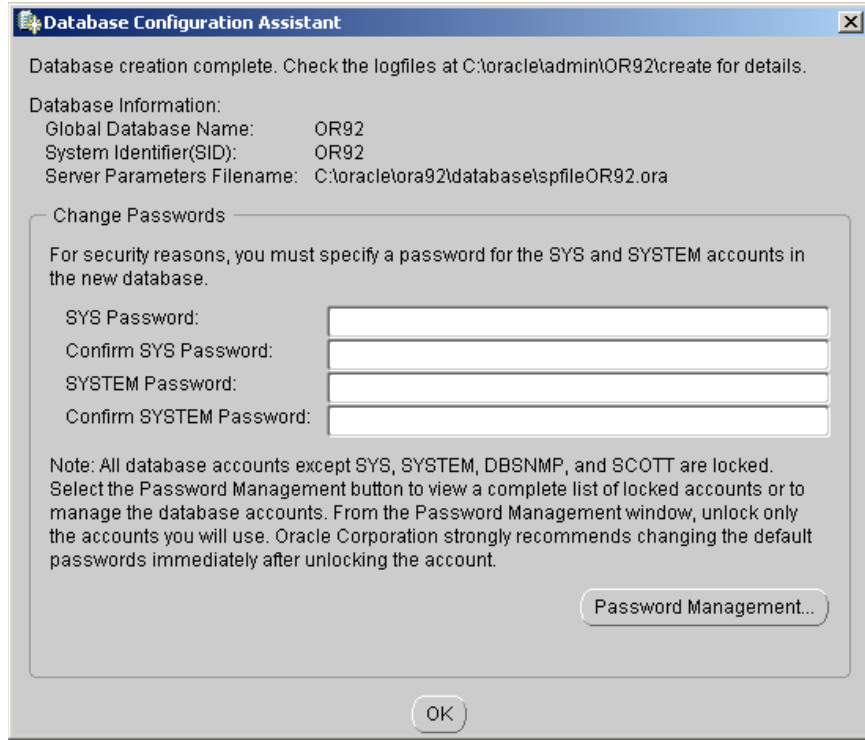 Database Configuration Assistant
Database creation complete. Check the logfiles at C:\oracle\admin\OR92\create for details.
Database Information:
Global Database Name: OR92
System Identifier(SID): OR92
Server Parameters Filename: C:\oracle\ora92\database\spfileOR92.ora
Change Passwords
For security reasons, you must specify a password for the SYS and SYSTEM accounts in
the new database.
SYS Password:
Confirm SYS Password:
SYSTEM Password:
Confirm SYSTEM Password:
Note: All database accounts except SYS, SYSTEM, DBSNMP, and SCOTT are locked.
Select the Password Management button to view a complete list of locked accounts or to
manage the database accounts. From the Password Management window, unlock only
the accounts you will use. Oracle Corporation strongly recommends changing the default
passwords immediately after unlocking the account.
Password Management...
OK